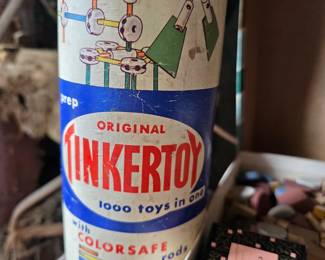 prep
ORIGINAL
TINKERTOY
1000 toys in one
with
COLORSAFE
rods